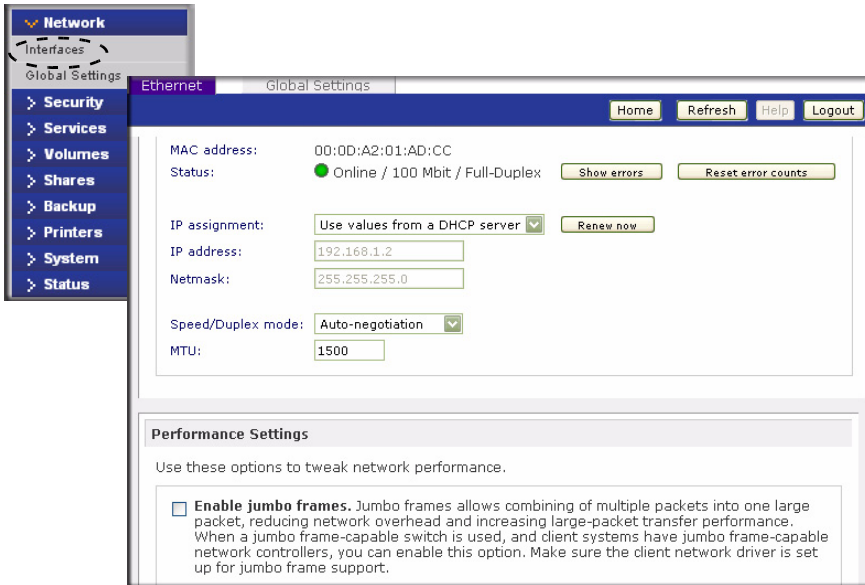 Network
Interfaces
Global Settings
Security
Services
Volumes
Shares
Backup
Printers
System
Status
Ethernet Global Settings
Home Refresh Help Logout
MAC address: 00:0D:A2:01:AD:CC
Status: Online / 100 Mbit / Full-Duplex Show errors Reset error counts
IP assignment: Use values from a DHCP server Renew now
IP address: 192.168.1.2
Netmask: 255.255.255.0
Speed/Duplex mode: Auto-negotiation
MTU: 1500
Performance Settings
Use these options to tweak network performance.
Enable jumbo frames. Jumbo frames allows combining of multiple packets into one large
packet, reducing network overhead and increasing large-packet transfer performance.
When a jumbo frame-capable switch is used, and client systems have jumbo frame-capable
network controllers, you can enable this option. Make sure the client network driver is set
up for jumbo frame support.